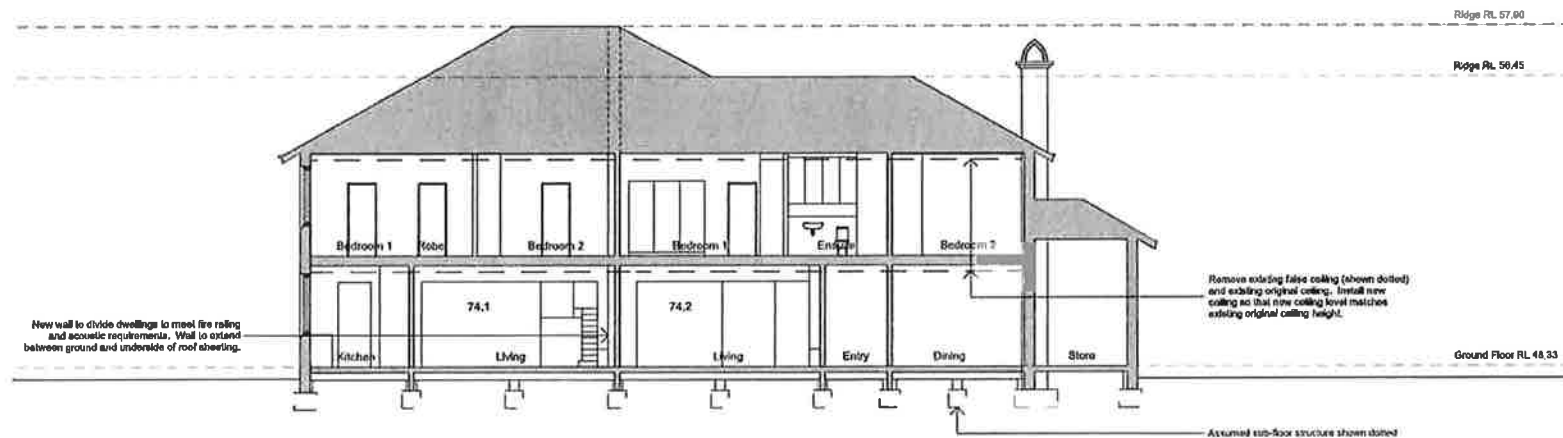 Ridge RL 57,90
Ridge RL 56,45
Bedroom 1
Robe
Bedroom 2
Bedroom 1
Ensuite
Bedroom 2
Remove existing false ceiling (shown dotted)
and existing original ceiling. Install new
ceiling so that new ceiling level matches
existing original ceiling height.
74,1
74,2
New wall to divide dwellings to meet fire rating
and acoustic requirements. Wall to extend
between ground and underside of roof sheeting.
Kitchen
Living
Living
Entry
Dining
Store
Ground Floor RL 48,33
Assumed sub-floor structure shown dotted